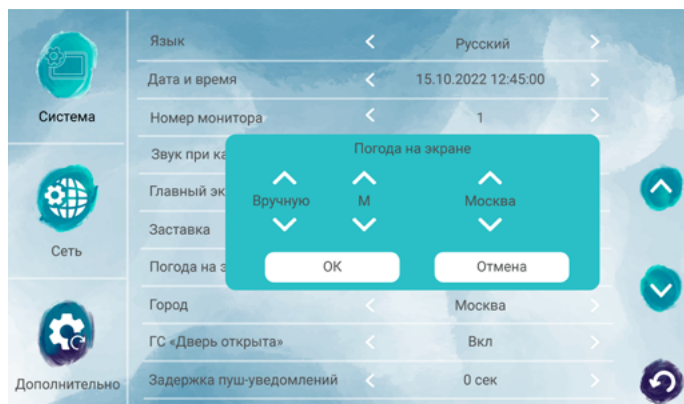 Язык
Русский
Дата и время
15.10.2022 12:45:00
Система
Номер монитора
1
Звук при ка
Погода на экране
Главный эк
Вручную
М
Москва
Заставка
Сеть
Погода на э
ОК
Отмена
Город
Москва
ГС «Дверь открыта»
Вкл
Дополнительно
Задержка пуш-уведомлений
0 сек